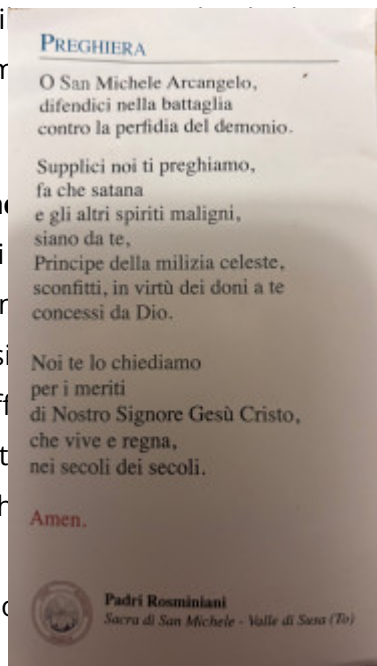 PREGHIERA
O San Michele Arcangelo,
difendici nella battaglia
contro la perfidia del demonio.
Supplici noi ti preghiamo,
fa che satana
e gli altri spiriti maligni,
siano da te,
Principe della milizia celeste,
sconfitti, in virtù dei doni a te
concessi da Dio.
Noi te lo chiediamo
per i meriti
di Nostro Signore Gesù Cristo,
che vive e regna,
nei secoli dei secoli.
Amen.
Padri Rosminiani
Sacra di San Michele - Valle di Susa (To)